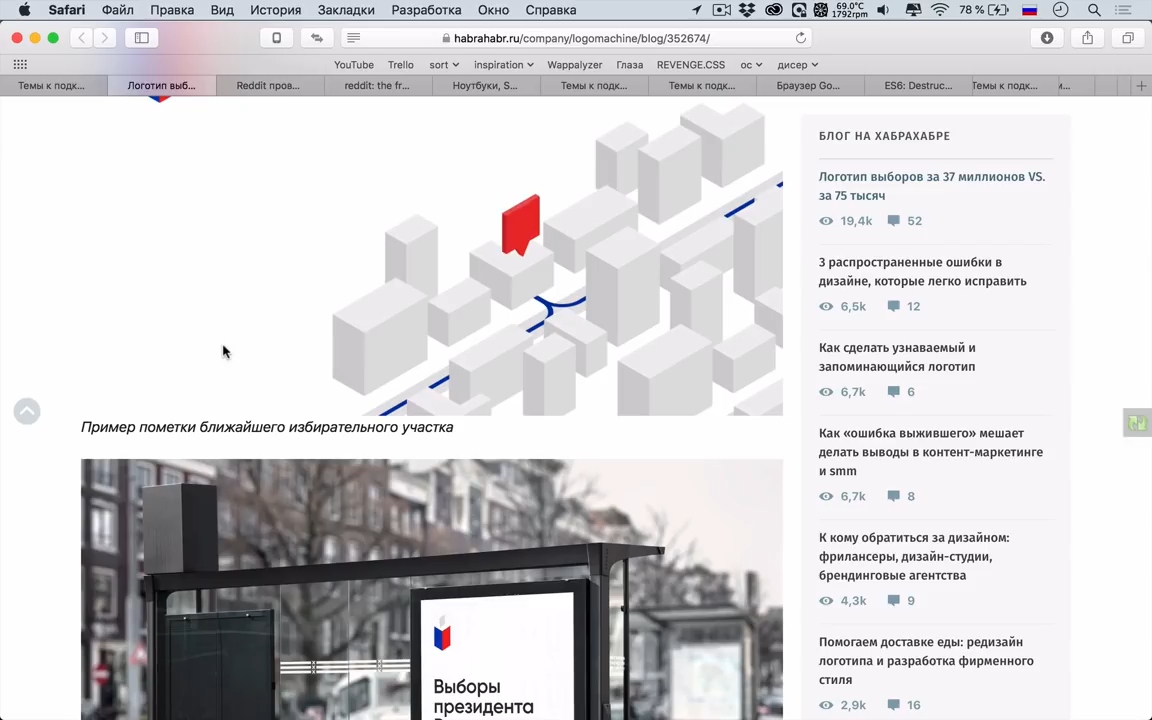 Safari Файл Правка Вид История Закладки Разработка Окно Справка 69.0°C 1792rpm 78 %
habrahabr.ru/company/logomachine/blog/352674/
YouTube Trello sort inspiration Wappalyzer Глаза REVENGE.CSS ос дисер
Темы к подк... Логотип выб... Reddit пров... reddit: the fr... Ноутбуки, S... Темы к подк... Темы к подк... Браузер Go... ES6: Destruc... Темы к подк...
БЛОГ НА ХАБРАХАБРЕ
Логотип выборов за 37 миллионов VS.
за 75 тысяч
19,4k 52
3 распространенные ошибки в
дизайне, которые легко исправить
6,5k 12
Как сделать узнаваемый и
запоминающийся логотип
6,7k 6
Пример пометки ближайшего избирательного участка
Как «ошибка выжившего» мешает
делать выводы в контент-маркетинге
и smm
6,7k 8
К кому обратиться за дизайном:
фрилансеры, дизайн-студии,
брендинговые агентства
4,3k 9
Помогаем доставке еды: редизайн
логотипа и разработка фирменного
стиля
2,9k 16
Выборы
президента